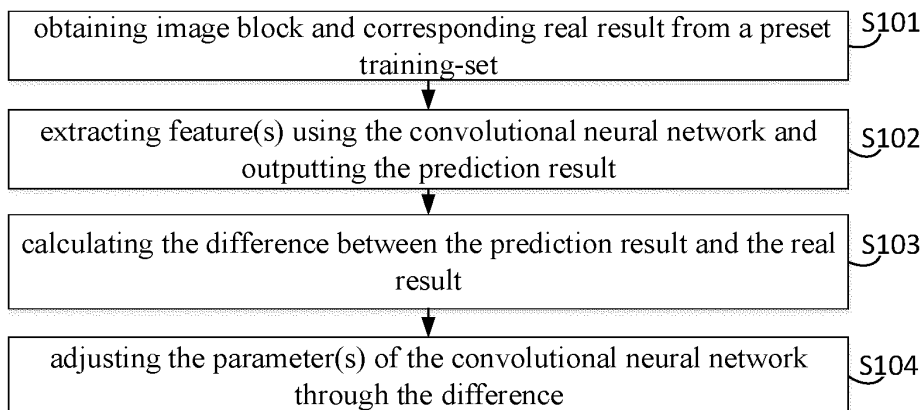 obtaining image block and corresponding real result from a preset
training-set
S101
extracting feature(s) using the convolutional neural network and
outputting the prediction result
S102
calculating the difference between the prediction result and the real
result
S103
adjusting the parameter(s) of the convolutional neural network
through the difference
S104